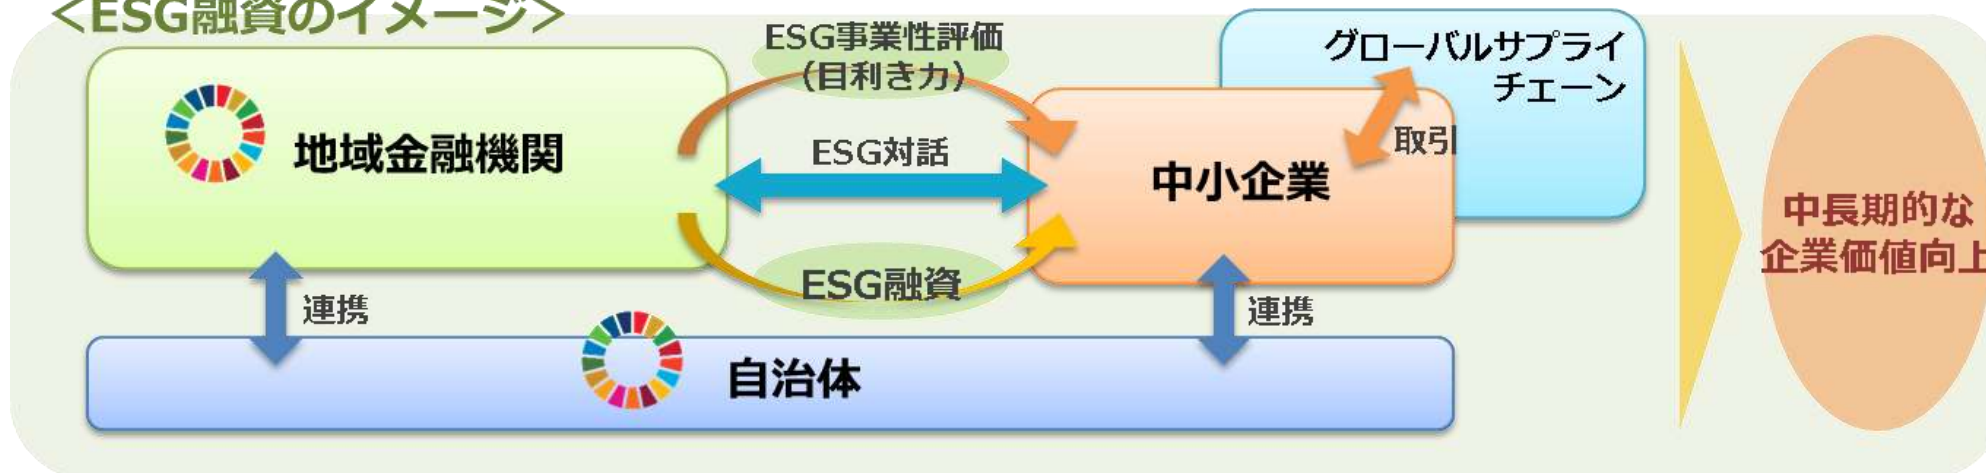 <ESG融資のイメージ>
ESG事業性評価
(目利き力)
グローバルサプライ
チェーン
地域金融機関
ESG対話
取引
中小企業
中長期的な
企業価値向上
ESG融資
連携
連携
自治体